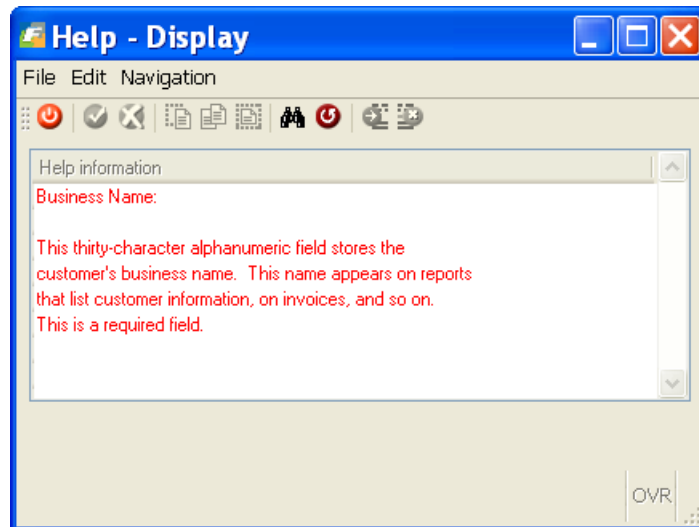 Help - Display
File Edit Navigation
Help information
Business Name:
This thirty-character alphanumeric field stores the
customer's business name.  This name appears on reports
that list customer information, on invoices, and so on.
This is a required field.
OVR